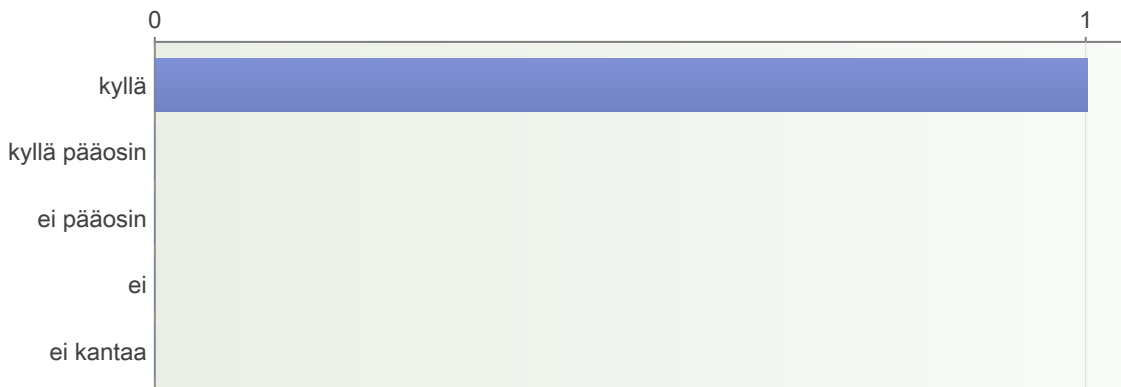 0 1
kyllä
kyllä pääosin
ei pääosin
ei
ei kantaa